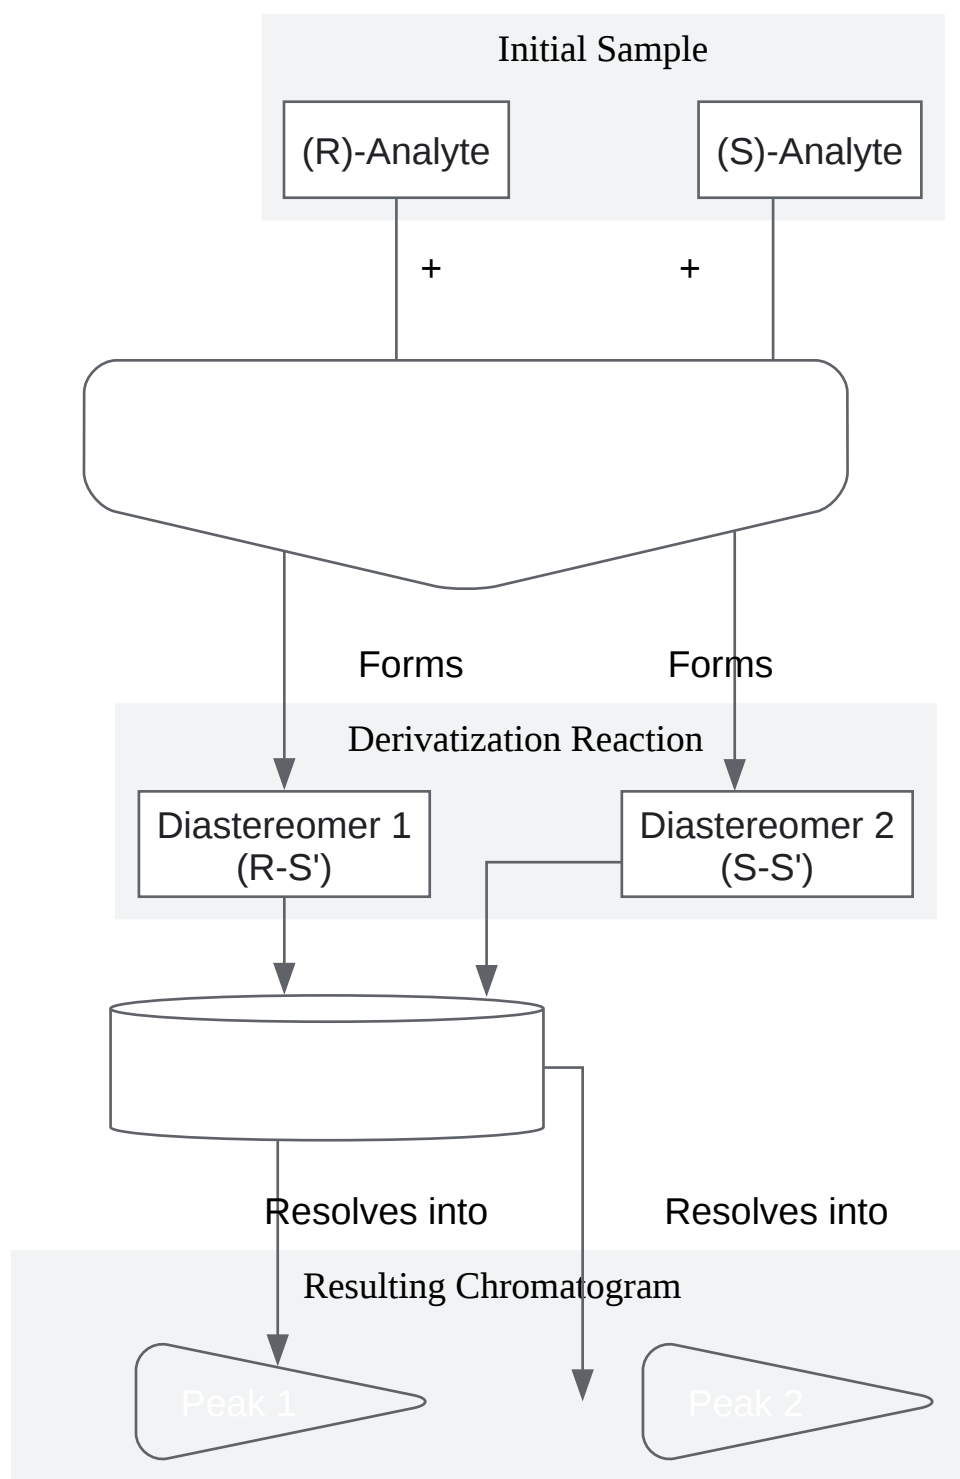 Initial Sample
(R)-Analyte
(S)-Analyte
+
+
Forms
Forms
Derivatization Reaction
Diastereomer 1
(R-S')
Diastereomer 2
(S-S')
Resolves into
Resolves into
Resulting Chromatogram
Peak 1
Peak 2